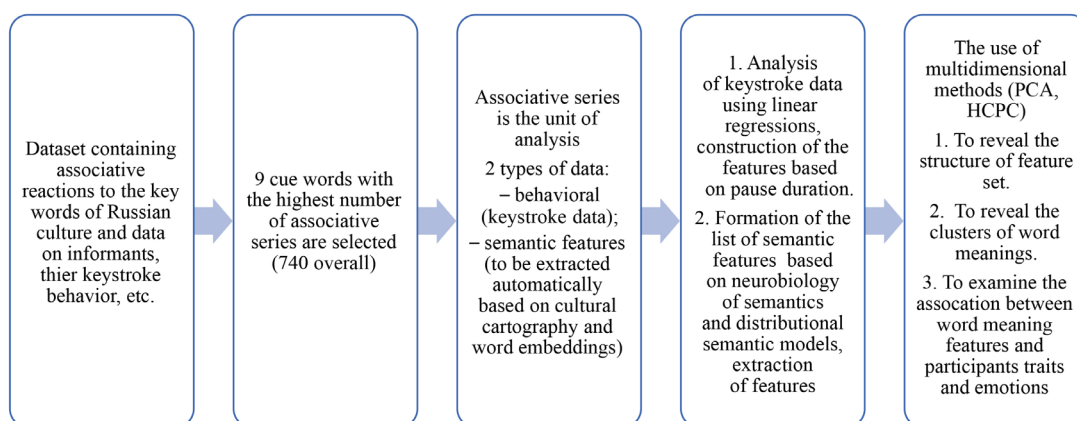 Dataset containing
associative
reactions to the key
words of Russian
culture and data
on informants,
thier keystroke
behavior, etc.
9 cue words with
the highest number
of associative
series are selected
(740 overall)
Associative series
is the unit of
analysis
2 types of data:
– behavioral
(keystroke data);
– semantic features
(to be extracted
automatically
based on cultural
cartography and
word embeddings)
1. Analysis
of keystroke data
using linear
regressions,
construction of the
features based
on pause duration.
2. Formation of the
list of semantic
features based
on neurobiology
of semantics
and distributional
semantic models,
extraction
of features
The use of
multidimensional
methods (PCA,
HCPC)
1. To reveal the
structure of feature
set.
2. To reveal the
clusters of word
meanings.
3. To examine the
assocation between
word meaning
features and
participants traits
and emotions